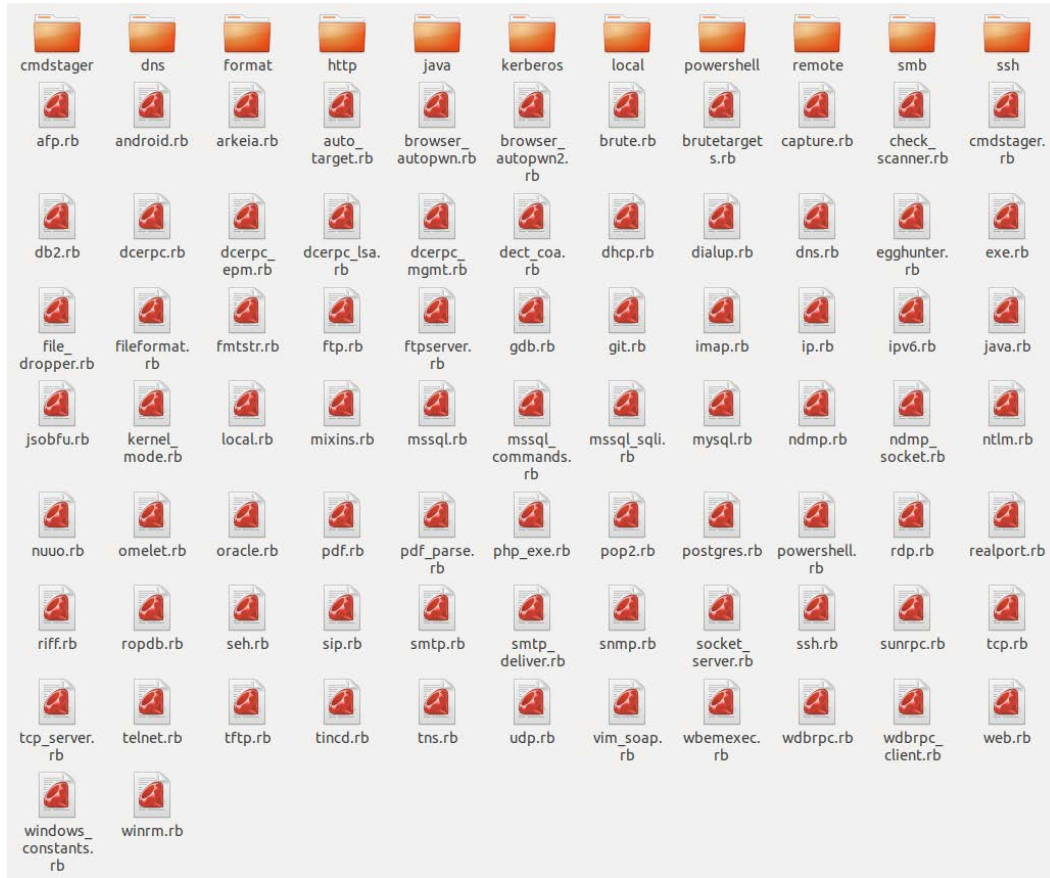 cmdstager dns format http java kerberos local powershell remote smb ssh
afp.rb android.rb arkeia.rb auto_ browser_ browser_ brute.rb brutetarget capture.rb check_ cmdstager.
target.rb autopwn.rb autopwn2. s.rb scanner.rb rb
rb
db2.rb dcerpc.rb dcerpc_ dcerpc_lsa. dcerpc_ dect_coa. dhcp.rb dialup.rb dns.rb egghunter. exe.rb
epm.rb rb mgmt.rb rb rb
file_ fileformat. fmtstr.rb ftp.rb ftpserver. gdb.rb git.rb imap.rb ip.rb ipv6.rb java.rb
dropper.rb rb rb
jsobfu.rb kernel_ local.rb mixins.rb mssql.rb mssql_ mssql_sqli. mysql.rb ndmp.rb ndmp_ ntlm.rb
mode.rb commands. rb socket.rb
rb
nuuo.rb omelet.rb oracle.rb pdf.rb pdf_parse. php_exe.rb pop2.rb postgres.rb powershell. rdp.rb realport.rb
rb rb
riff.rb ropdb.rb seh.rb sip.rb smtp.rb smtp_ snmp.rb socket_ ssh.rb sunrpc.rb tcp.rb
deliver.rb server.rb
tcp_server. telnet.rb tftp.rb tincd.rb tns.rb udp.rb vim_soap. wbemexec. wdbrpc.rb wdbrpc_ web.rb
rb rb rb client.rb
windows_ winrm.rb
constants.
rb